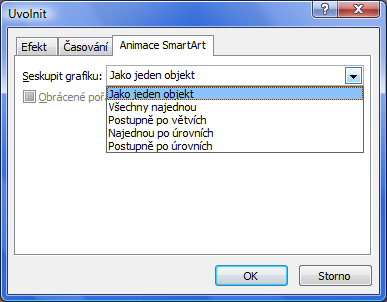 Uvolnit
Efekt Časování Animace SmartArt
Seskupit grafiku: Jako jeden objekt
Obrácené Jako jeden objekt
Všechny najednou
Postupně po větvích
Najednou po úrovních
Postupně po úrovních
OK Storno